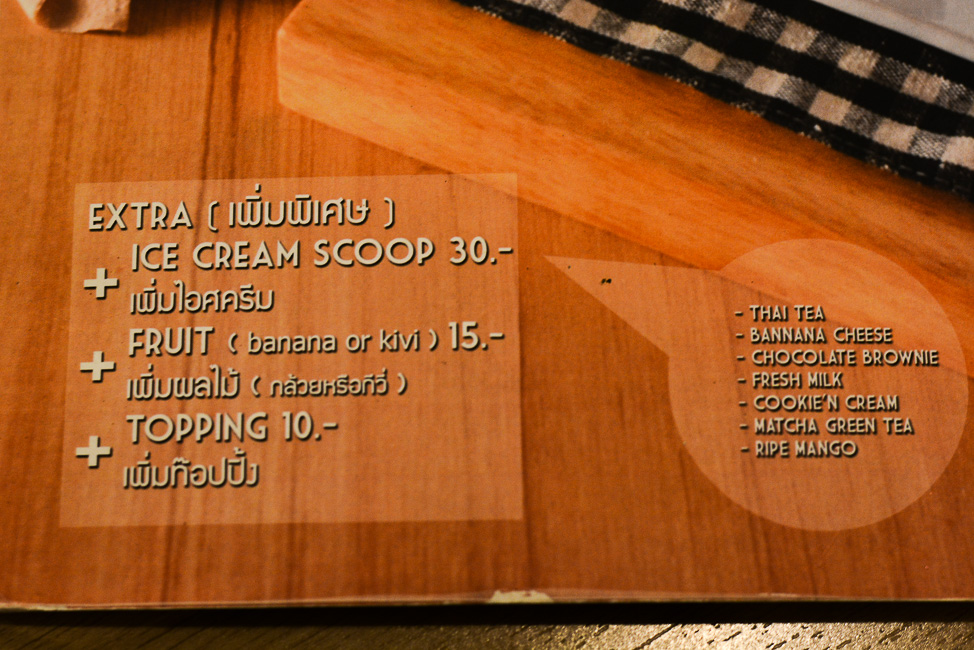 EXTRA ( เพิ่มพิเศษ )
+ ICE CREAM SCOOP 30.-
เพิ่มไอศครีม
+ FRUIT ( banana or kivi ) 15.-
เพิ่มผลไม้ ( กล้วยหรือกีวี่ )
+ TOPPING 10.-
เพิ่มท๊อปปิ้ง
- THAI TEA
- BANNANA CHEESE
- CHOCOLATE BROWNIE
- FRESH MILK
- COOKIE'N CREAM
- MATCHA GREEN TEA
- RIPE MANGO